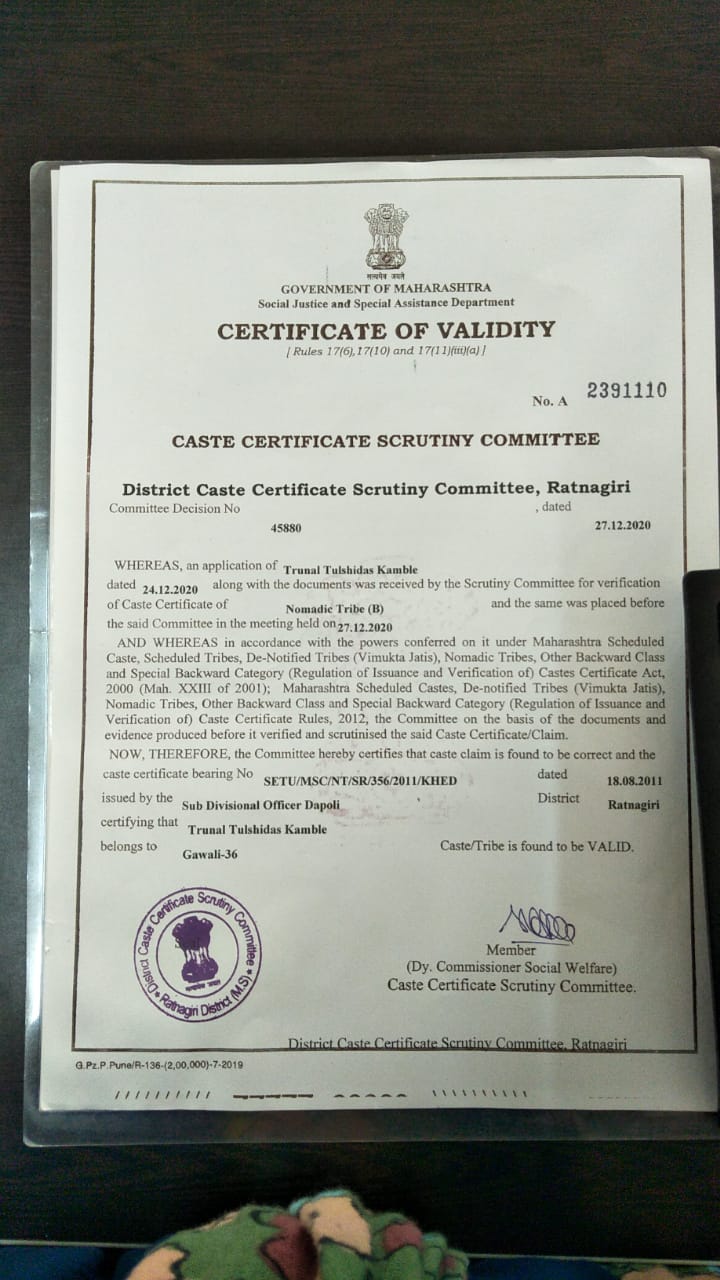 सत्यमेव जयते
GOVERNMENT OF MAHARASHTRA
Social Justice and Special Assistance Department
CERTIFICATE OF VALIDITY
[ Rules 17(6), 17(10) and 17(11)(iii)(a) ]
No. A 2391110
CASTE CERTIFICATE SCRUTINY COMMITTEE
District Caste Certificate Scrutiny Committee, Ratnagiri
Committee Decision No , dated
45880 27.12.2020
WHEREAS, an application of Trunal Tulshidas Kamble
dated 24.12.2020 along with the documents was received by the Scrutiny Committee for verification
of Caste Certificate of Nomadic Tribe (B) and the same was placed before
the said Committee in the meeting held on 27.12.2020
AND WHEREAS in accordance with the powers conferred on it under Maharashtra Scheduled
Caste, Scheduled Tribes, De-Notified Tribes (Vimukta Jatis), Nomadic Tribes, Other Backward Class
and Special Backward Category (Regulation of Issuance and Verification of) Castes Certificate Act,
2000 (Mah. XXIII of 2001); Maharashtra Scheduled Castes, De-notified Tribes (Vimukta Jatis),
Nomadic Tribes, Other Backward Class and Special Backward Category (Regulation of Issuance and
Verification of) Caste Certificate Rules, 2012, the Committee on the basis of the documents and
evidence produced before it verified and scrutinised the said Caste Certificate/Claim.
NOW, THEREFORE, the Committee hereby certifies that caste claim is found to be correct and the
caste certificate bearing No SETU/MSC/NT/SR/356/2011/KHED dated 18.08.2011
issued by the Sub Divisional Officer Dapoli District Ratnagiri
certifying that Trunal Tulshidas Kamble
belongs to Gawali-36 Caste/Tribe is found to be VALID.
District Caste Certificate Scrutiny Committee
Ratnagiri District (M.S)
Member
(Dy. Commissioner Social Welfare)
Caste Certificate Scrutiny Committee.
District Caste Certificate Scrutiny Committee, Ratnagiri
G.Pz.P.Pune/R-136-(2,00,000)-7-2019